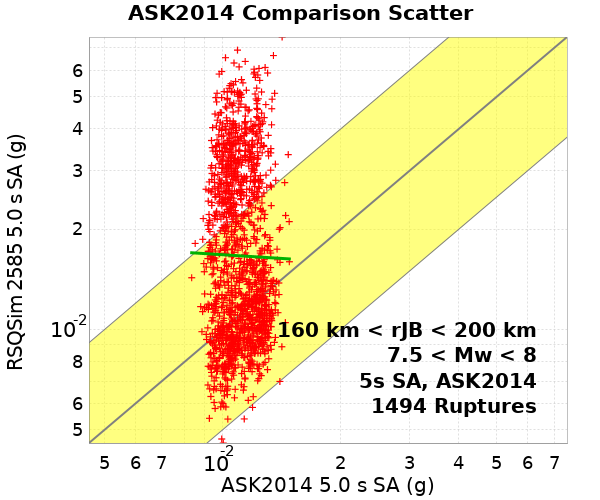 ASK2014 Comparison Scatter
RSQSim 2585 5.0 s SA (g)
6
5
4
3
2
10-2
8
6
5
160 km < rJB < 200 km
7.5 < Mw < 8
5s SA, ASK2014
1494 Ruptures
5 6 7 10-2 2 3 4 5 6 7
ASK2014 5.0 s SA (g)